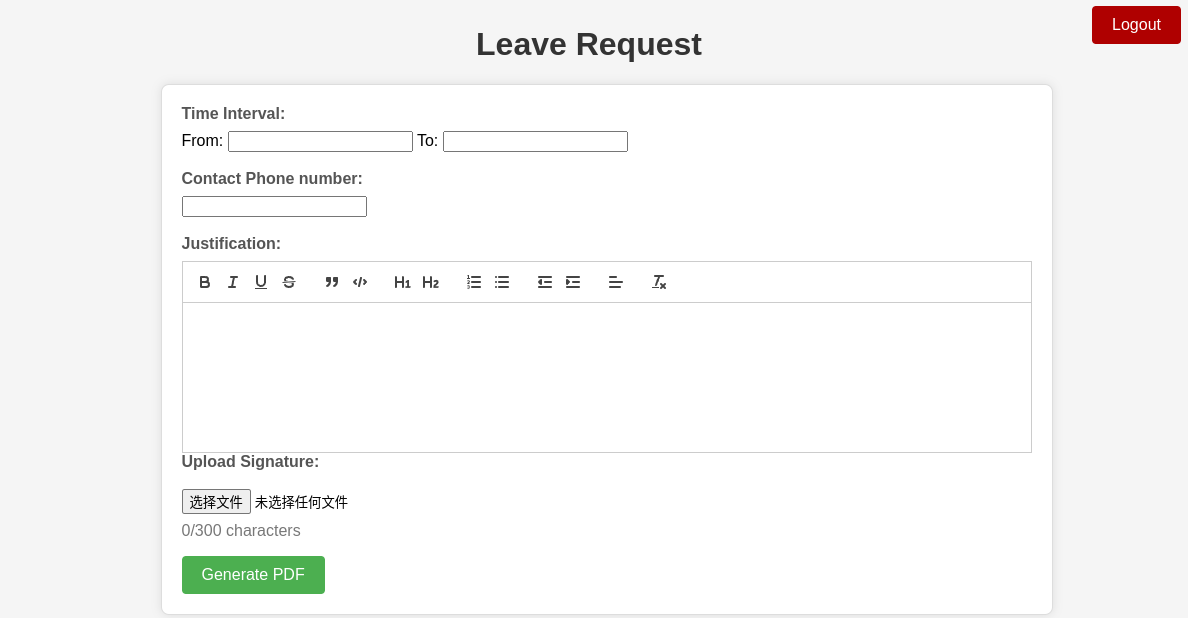 Logout
Leave Request
Time Interval:
From: To:
Contact Phone number:
Justification:
B I U S H1 H2
Upload Signature:
选择文件 未选择任何文件
0/300 characters
Generate PDF